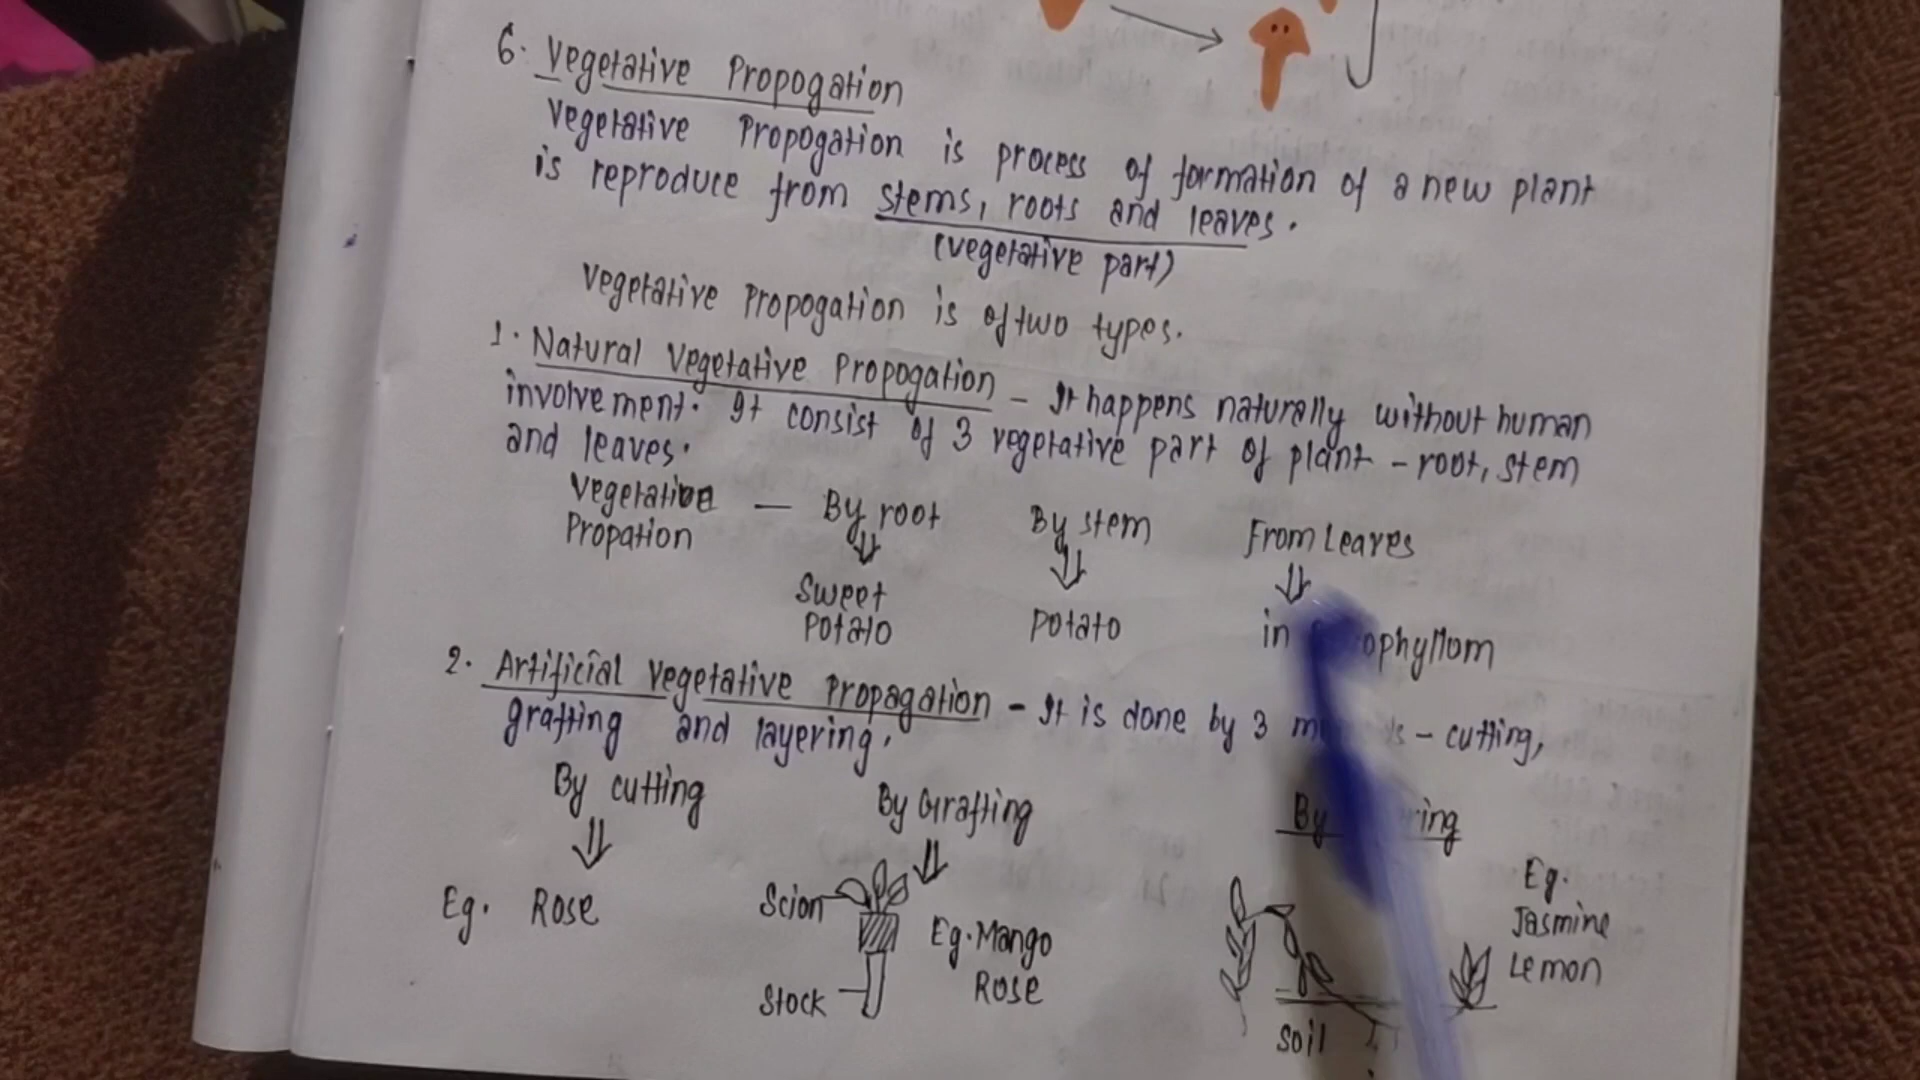 6. Vegetative Propogation
Vegetative Propogation is process of formation of a new plant
is reproduce from stems, roots and leaves.
(vegetative part)
Vegetative Propogation is of two types.
1. Natural Vegetative Propogation - It happens naturally without human
involvement. It consist of 3 vegetative part of plant - root, stem
and leaves.
Vegetative — By root By stem From Leaves
Propation
Sweet
Potato Potato in
2. Artificial Vegetative Propagation - It is done by 3 - cutting,
grafting and layering.
By cutting By Grafting By
Eg. Rose
Scion
Eg. Mango
Rose
Stock
Eg.
Jasmine
Lemon
Soil